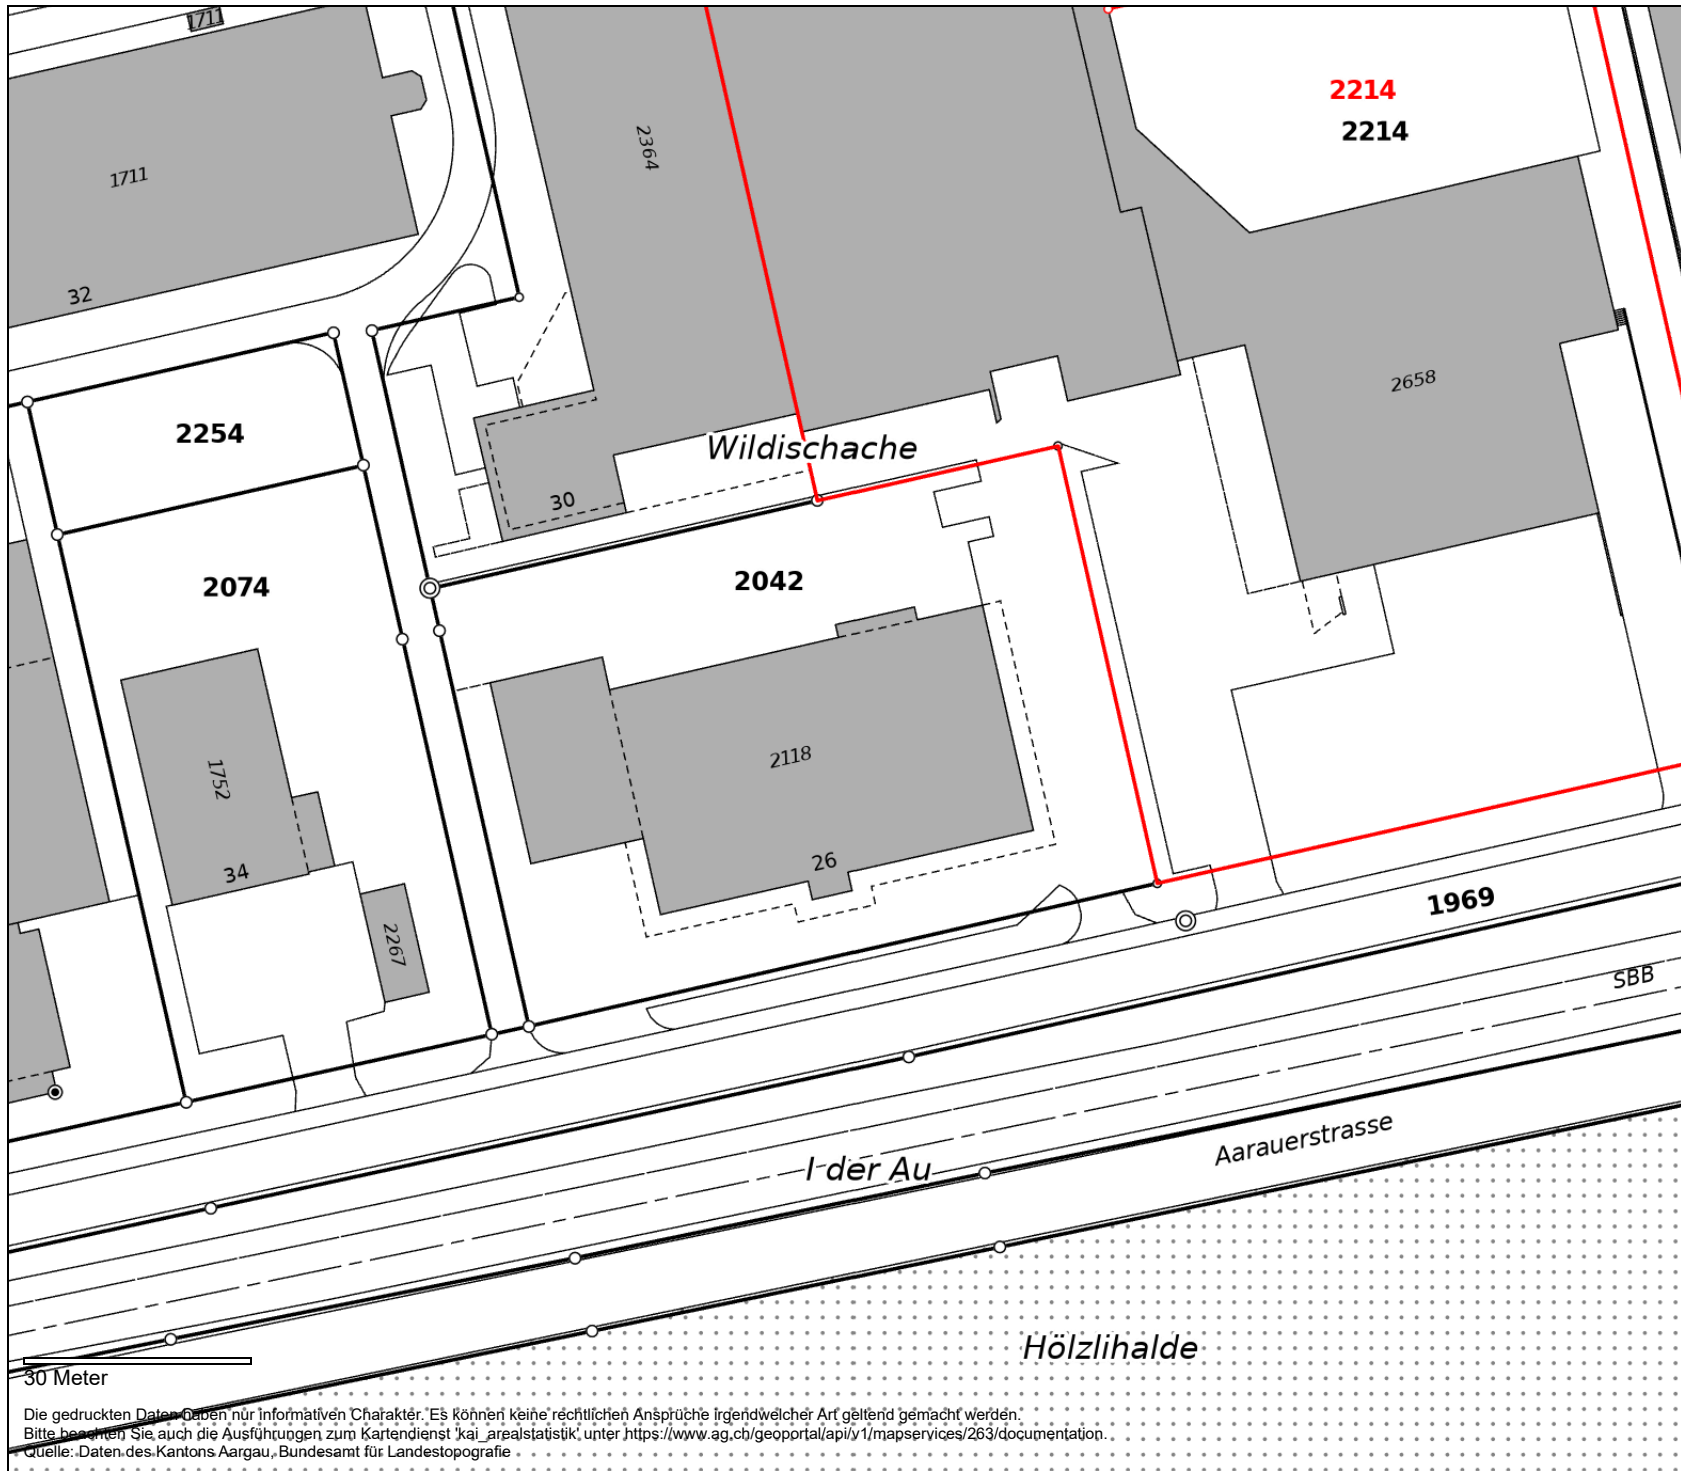 1711
2214
2364
2214
1711
32
2658
2254
Wildischache
30
2074
2042
2118
1752
26
34
1969
2267
SBB
Aarauerstrasse
I der Au
Hölzlihalde
30 Meter
Die gedruckten Daten haben nur informativen Charakter. Es können keine rechtlichen Ansprüche irgendwelcher Art geltend gemacht werden.
Bitte beachten Sie auch die Ausführungen zum Kartendienst 'kai_arealstatistik' unter https://www.ag.ch/geoportal/api/v1/mapservices/263/documentation.
Quelle: Daten des Kantons Aargau, Bundesamt für Landestopografie